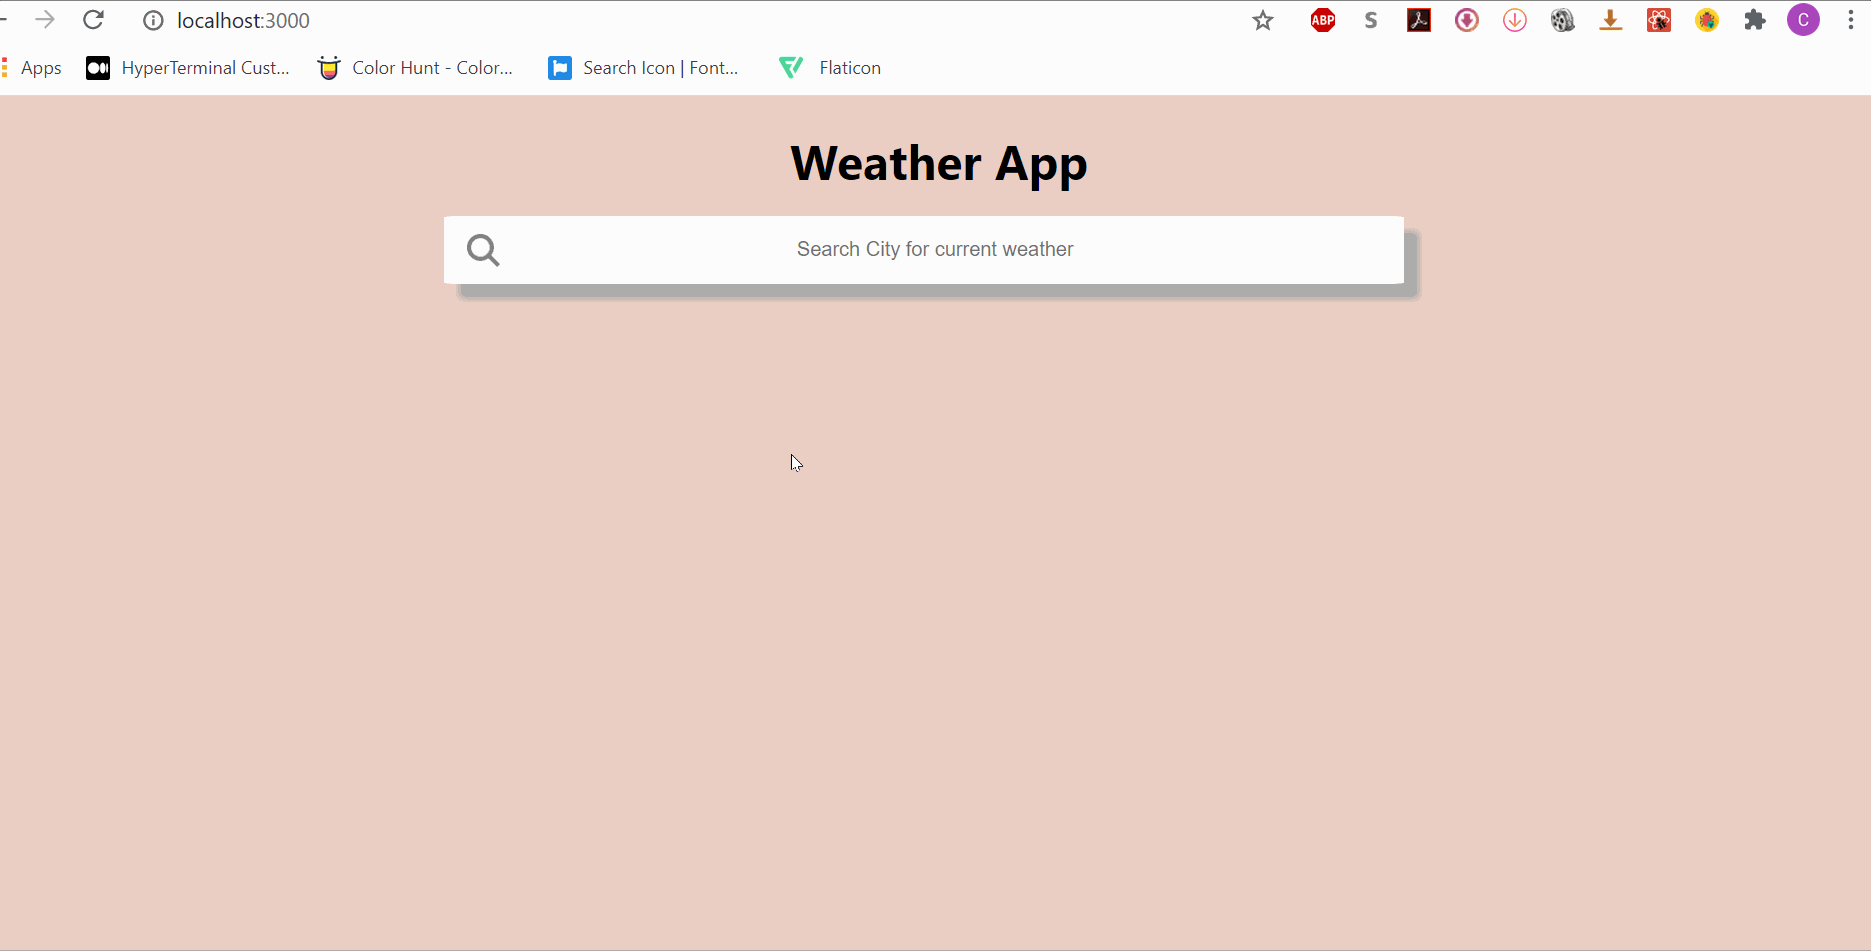 localhost:3000
ABP
S
C
Apps
HyperTerminal Cust...
Color Hunt - Color...
Search Icon | Font...
Flaticon
Weather App
Search City for current weather